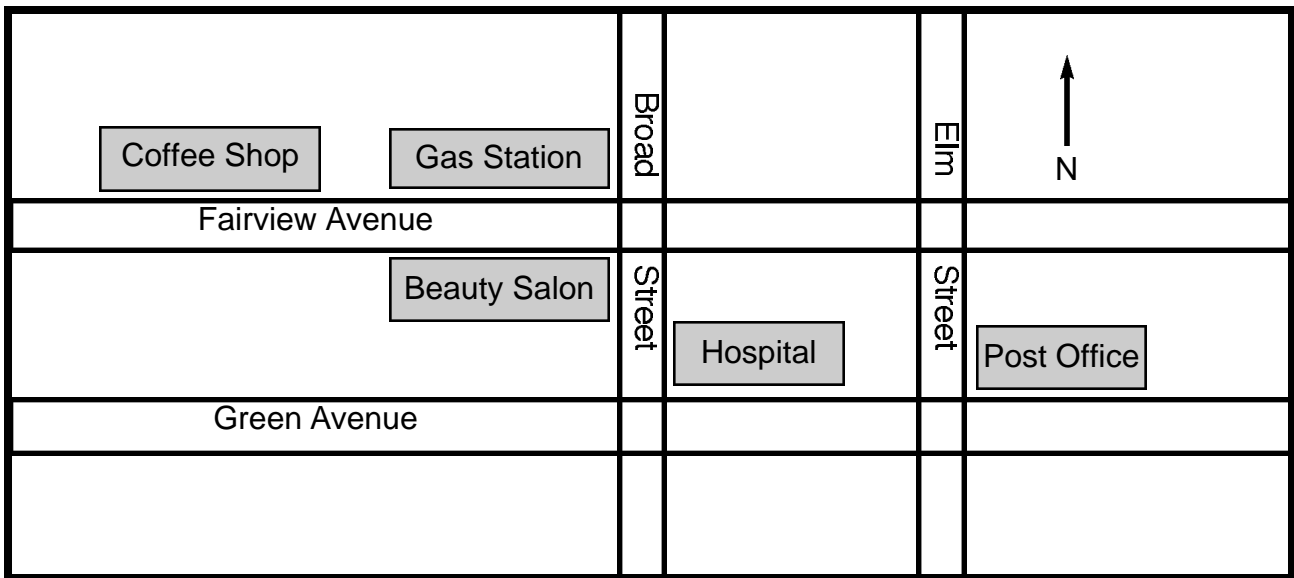 Broad Street
Elm Street
N
Coffee Shop
Gas Station
Fairview Avenue
Beauty Salon
Hospital
Post Office
Green Avenue